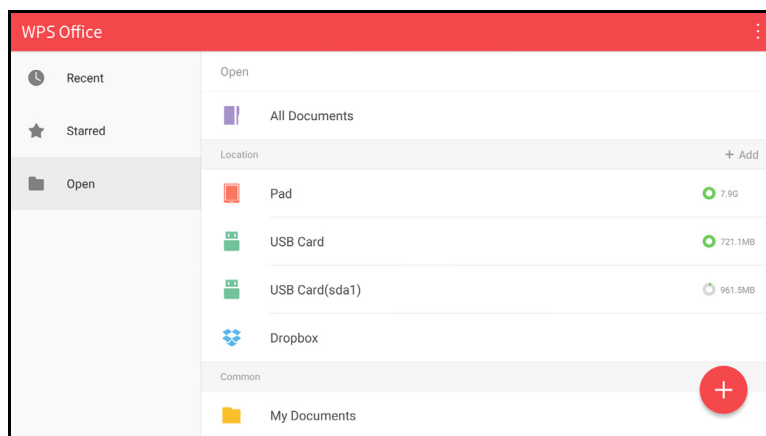 WPS Office
Recent
Starred
Open
Open
All Documents
Location + Add
Pad 7.9G
USB Card 721.1MB
USB Card(sda1) 961.5MB
Dropbox
Common
My Documents